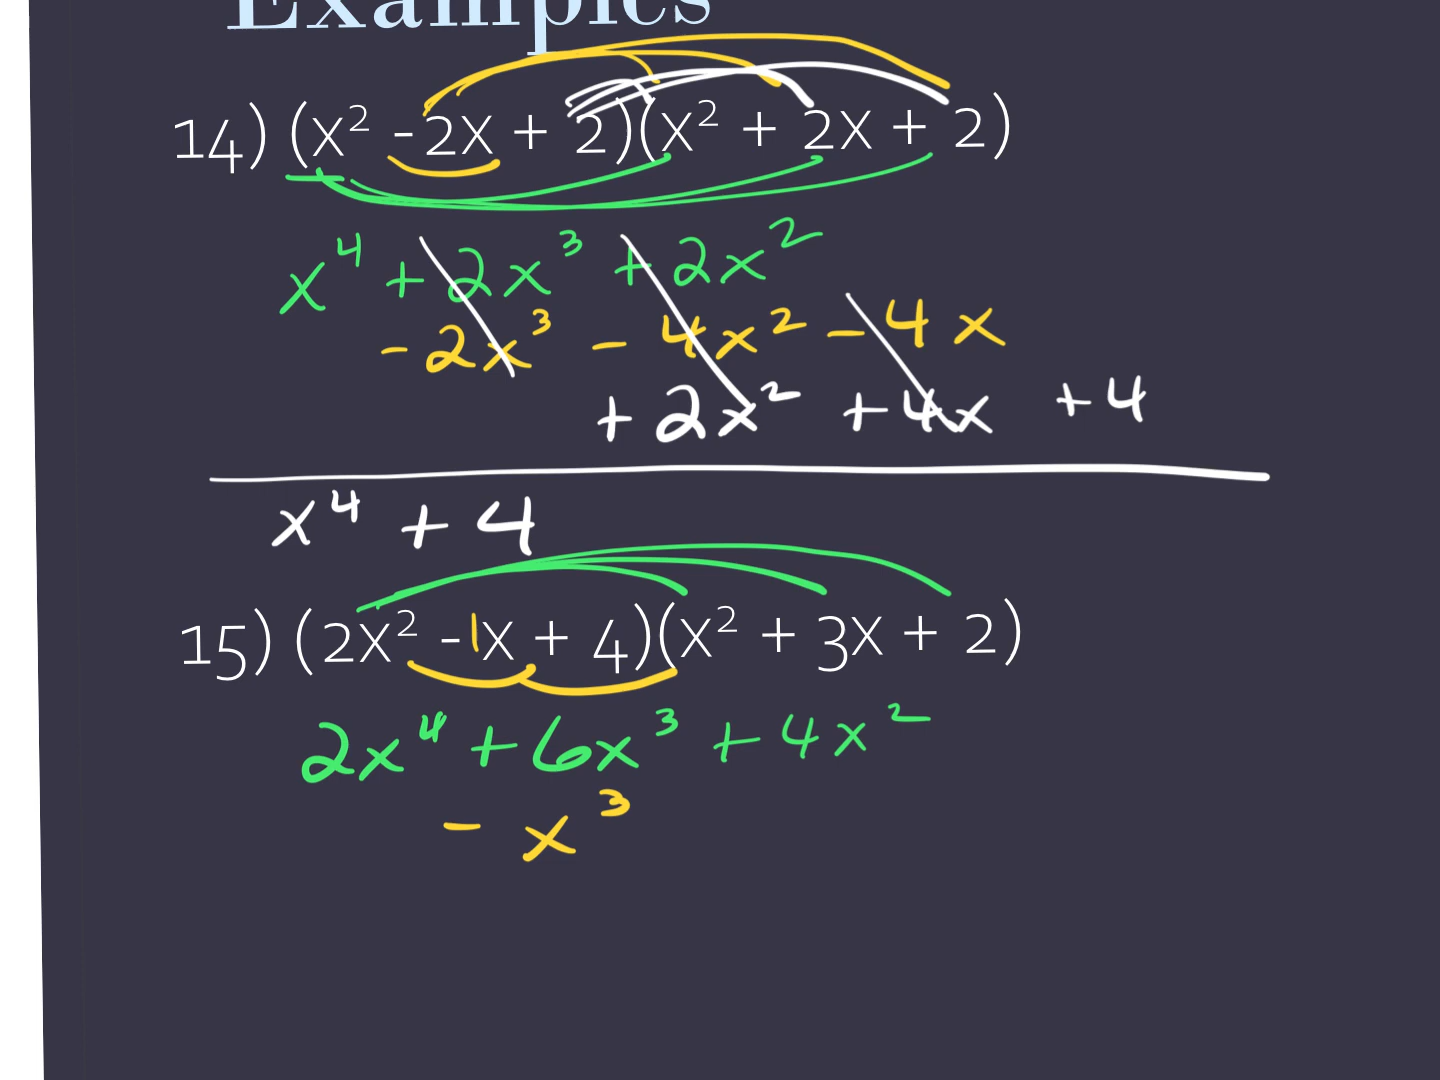 Examples
14) (x² -2x + 2)(x² + 2x + 2)
x⁴ + 2x³ + 2x²
- 2x³ - 4x² - 4x
+ 2x² + 4x + 4
x⁴ + 4
15) (2x² -1x + 4)(x² + 3x + 2)
2x⁴ + 6x³ + 4x²
- x³